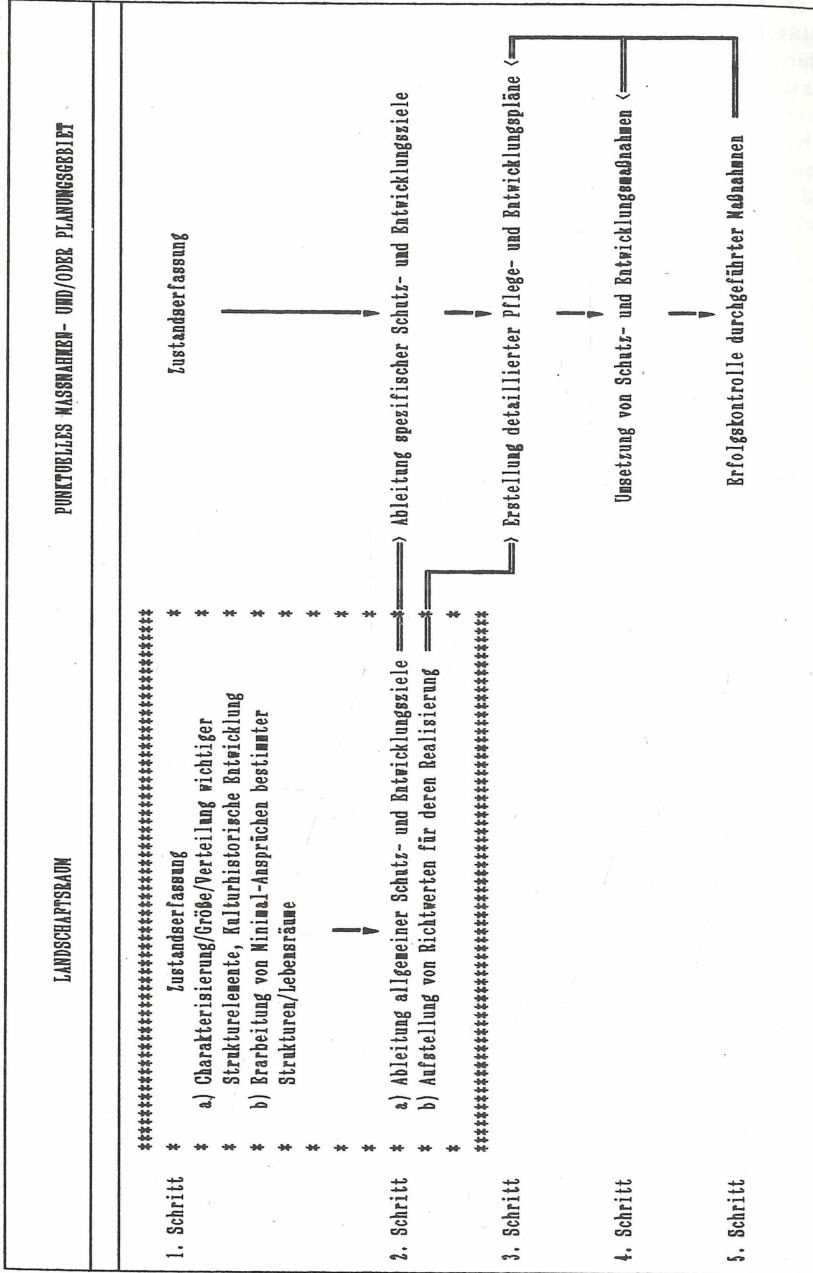 LANDSCHAFTSRAUM PUNKTUELLES MASSNAHMEN- UND/ODER PLANUNGSGEBIET
**************************************************
1. Schritt * Zustandserfassung * Zustandserfassung
* a) Charakterisierung/Größe/Verteilung wichtiger *
* Strukturelemente, Kulturhistorische Entwicklung *
* b) Erarbeitung von Minimal-Ansprüchen bestimmter *
* Strukturen/Lebensräume *
* *
* *
* *
2. Schritt * a) Ableitung allgemeiner Schutz- und Entwicklungsziele ==*==> Ableitung spezifischer Schutz- und Entwicklungsziele
* b) Aufstellung von Richtwerten für deren Realisierung ==*==
* *
**************************************************
3. Schritt ==> Erstellung detaillierter Pflege- und Entwicklungspläne <==
4. Schritt Umsetzung von Schutz- und Entwicklungsmaßnahmen <==
5. Schritt Erfolgskontrolle durchgeführter Maßnahmen